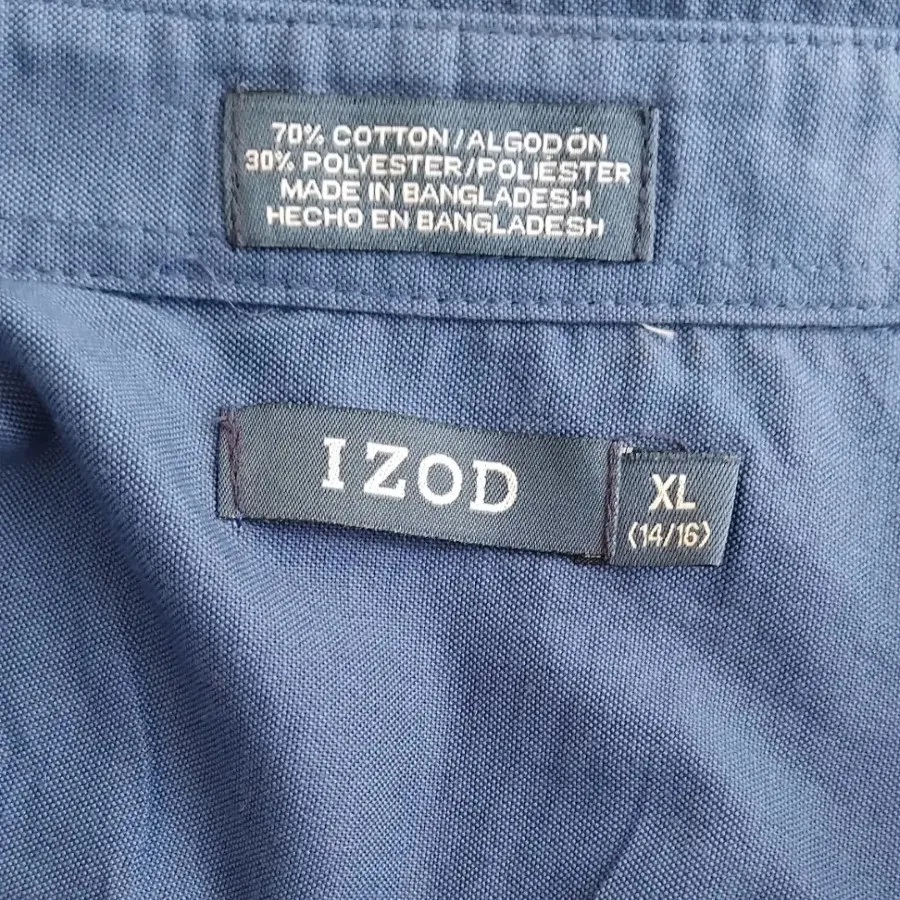 70% COTTON/ALGODÓN
30% POLYESTER/POLIÉSTER
MADE IN BANGLADESH
HECHO EN BANGLADESH
IZOD
XL
(14/16)